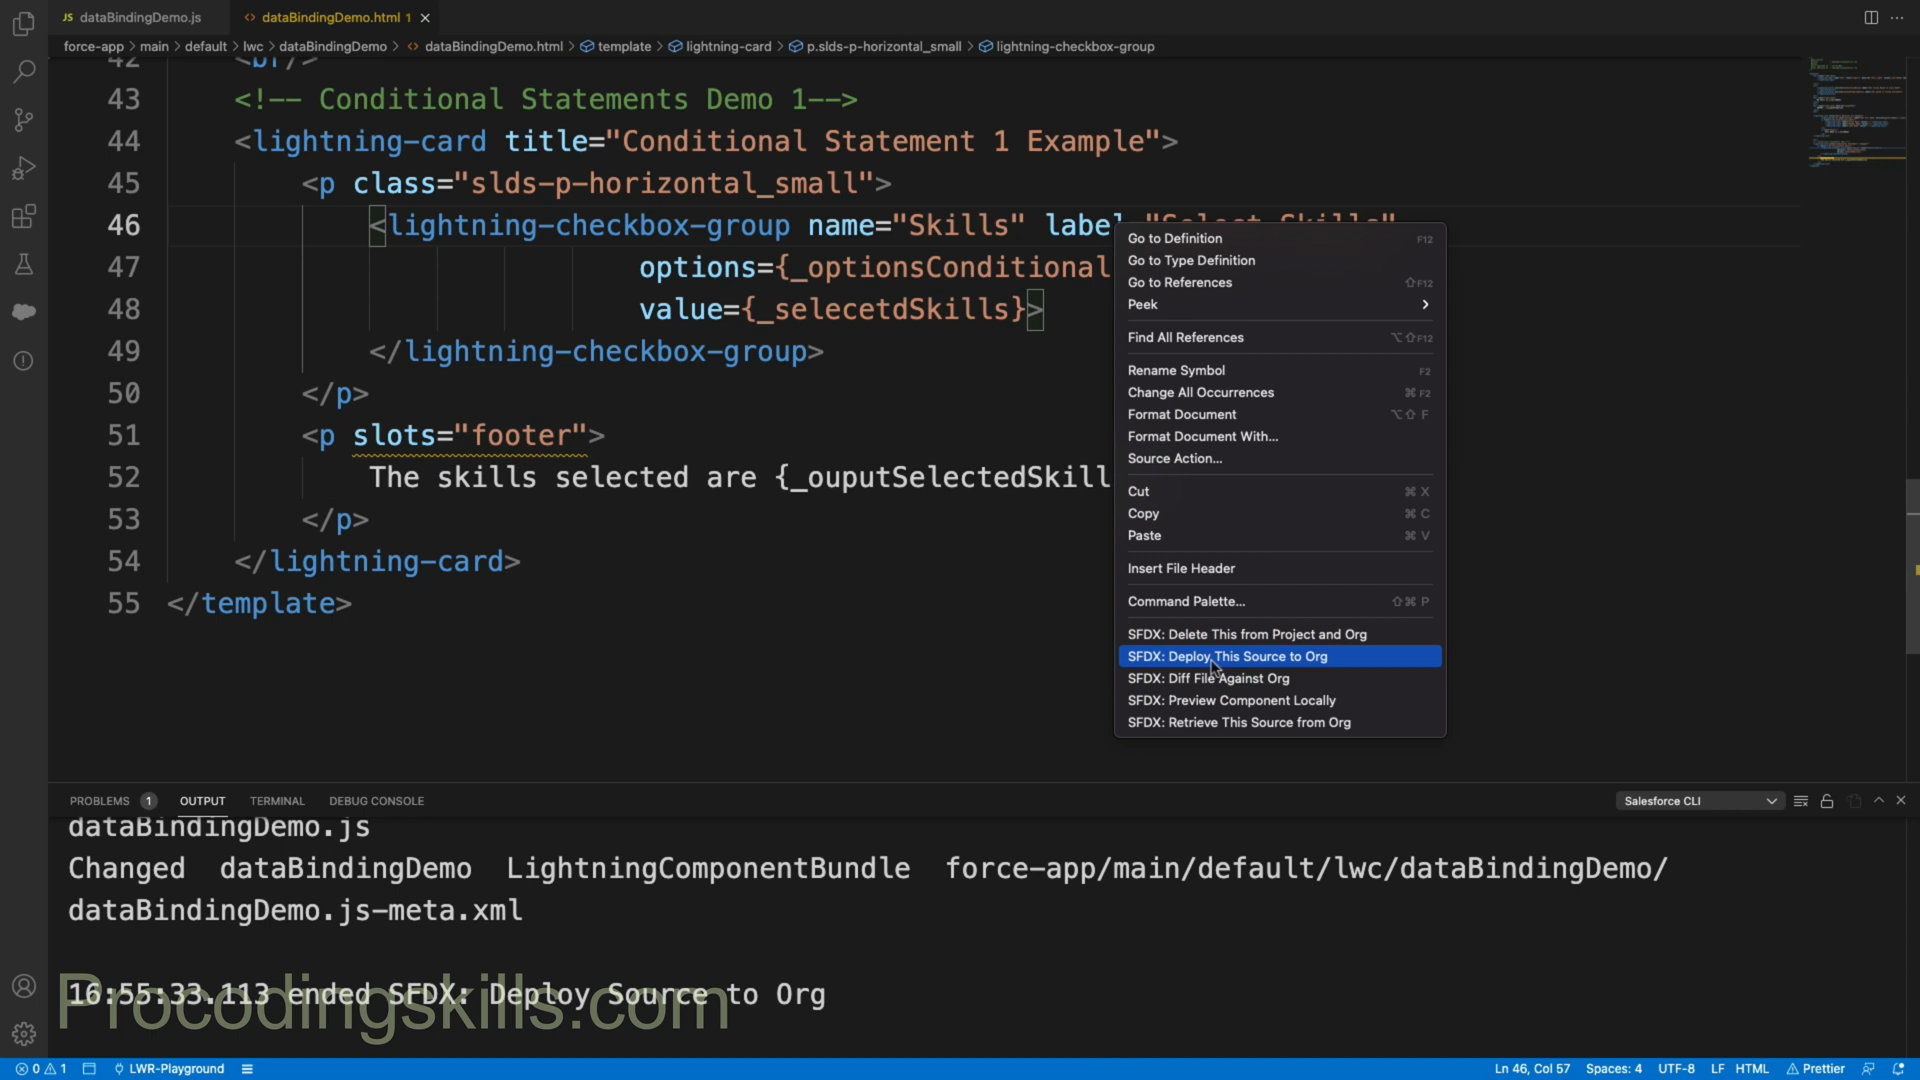 JS dataBindingDemo.js
<> dataBindingDemo.html 1
force-app > main > default > lwc > dataBindingDemo > <> dataBindingDemo.html > template > lightning-card > p.slds-p-horizontal_small > lightning-checkbox-group
42 <br/>
43 <!-- Conditional Statements Demo 1-->
44 <lightning-card title="Conditional Statement 1 Example">
45 <p class="slds-p-horizontal_small">
46 <lightning-checkbox-group name="Skills" label="Select Skills"
47 options={_optionsConditional
48 value={_selecetdSkills}>
49 </lightning-checkbox-group>
50 </p>
51 <p slots="footer">
52 The skills selected are {_ouputSelectedSkill
53 </p>
54 </lightning-card>
55 </template>
Go to Definition F12
Go to Type Definition
Go to References ⇧F12
Peek
Find All References ⌥⇧F12
Rename Symbol F2
Change All Occurrences ⌘F2
Format Document ⌥⇧F
Format Document With...
Source Action...
Cut ⌘X
Copy ⌘C
Paste ⌘V
Insert File Header
Command Palette... ⇧⌘P
SFDX: Delete This from Project and Org
SFDX: Deploy This Source to Org
SFDX: Diff File Against Org
SFDX: Preview Component Locally
SFDX: Retrieve This Source from Org
PROBLEMS 1 OUTPUT TERMINAL DEBUG CONSOLE
Salesforce CLI
dataBindingDemo.js
Changed dataBindingDemo LightningComponentBundle force-app/main/default/lwc/dataBindingDemo/
dataBindingDemo.js-meta.xml
16:55:33.113 ended SFDX: Deploy Source to Org
Procodingskills.com
0 1 LWR-Playground
Ln 46, Col 57 Spaces: 4 UTF-8 LF HTML Prettier